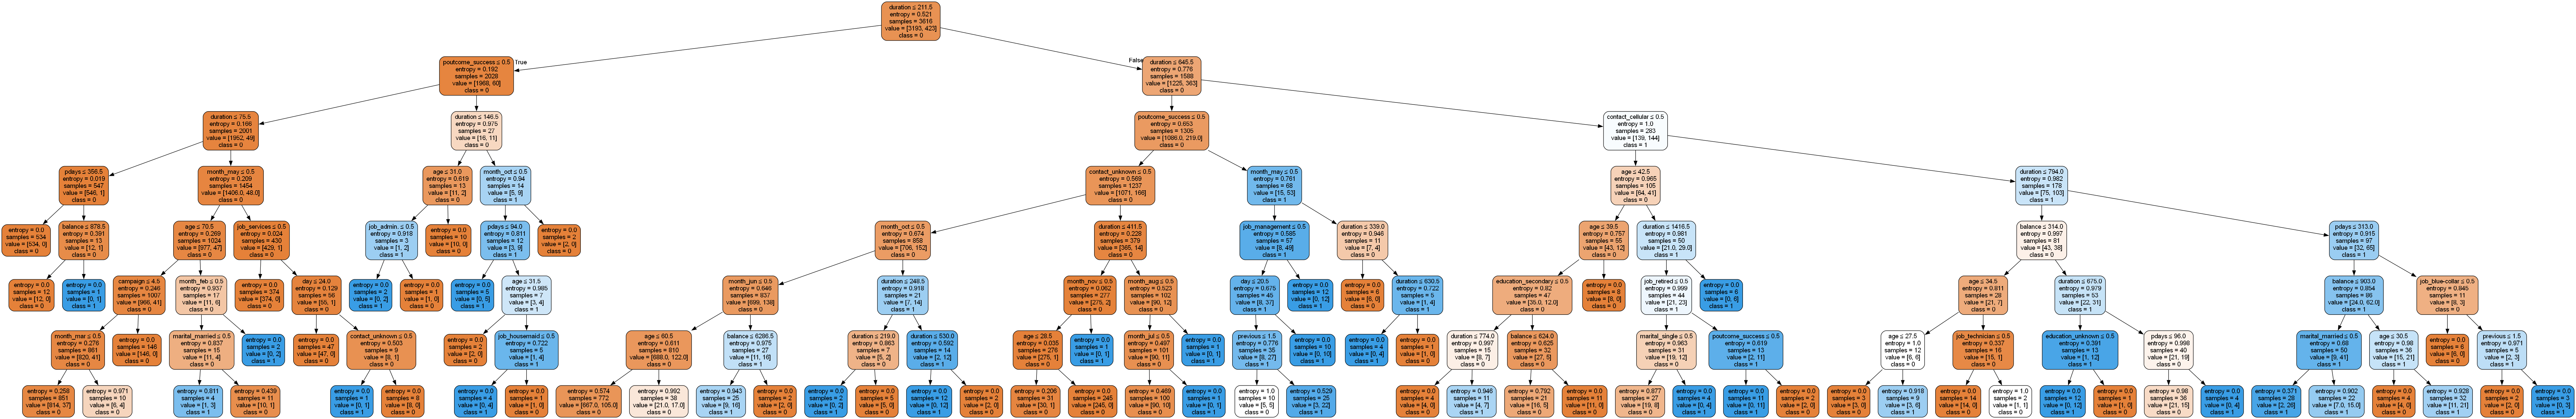 duration ≤ 211.5
entropy = 0.521
samples = 3616
value = [3193, 423]
class = 0
True
False
poutcome_success ≤ 0.5
entropy = 0.192
samples = 2028
value = [1968, 60]
class = 0
duration ≤ 645.5
entropy = 0.776
samples = 1588
value = [1225, 363]
class = 0
duration ≤ 75.5
entropy = 0.166
samples = 2001
value = [1952, 49]
class = 0
duration ≤ 146.5
entropy = 0.975
samples = 27
value = [16, 11]
class = 0
poutcome_success ≤ 0.5
entropy = 0.653
samples = 1305
value = [1086.0, 219.0]
class = 0
contact_cellular ≤ 0.5
entropy = 1.0
samples = 283
value = [139, 144]
class = 1
pdays ≤ 356.5
entropy = 0.019
samples = 547
value = [546, 1]
class = 0
month_may ≤ 0.5
entropy = 0.209
samples = 1454
value = [1406.0, 48.0]
class = 0
age ≤ 31.0
entropy = 0.619
samples = 13
value = [11, 2]
class = 0
month_oct ≤ 0.5
entropy = 0.94
samples = 14
value = [5, 9]
class = 1
contact_unknown ≤ 0.5
entropy = 0.569
samples = 1237
value = [1071, 166]
class = 0
month_may ≤ 0.5
entropy = 0.761
samples = 68
value = [15, 53]
class = 1
age ≤ 42.5
entropy = 0.965
samples = 105
value = [64, 41]
class = 0
duration ≤ 794.0
entropy = 0.982
samples = 178
value = [75, 103]
class = 1
entropy = 0.0
samples = 534
value = [534, 0]
class = 0
balance ≤ 878.5
entropy = 0.391
samples = 13
value = [12, 1]
class = 0
age ≤ 70.5
entropy = 0.269
samples = 1024
value = [977, 47]
class = 0
job_services ≤ 0.5
entropy = 0.024
samples = 430
value = [429, 1]
class = 0
job_admin. ≤ 0.5
entropy = 0.918
samples = 3
value = [1, 2]
class = 1
entropy = 0.0
samples = 10
value = [10, 0]
class = 0
pdays ≤ 94.0
entropy = 0.811
samples = 12
value = [3, 9]
class = 1
entropy = 0.0
samples = 2
value = [2, 0]
class = 0
month_oct ≤ 0.5
entropy = 0.674
samples = 858
value = [706, 152]
class = 0
duration ≤ 411.5
entropy = 0.228
samples = 379
value = [365, 14]
class = 0
job_management ≤ 0.5
entropy = 0.585
samples = 57
value = [8, 49]
class = 1
duration ≤ 339.0
entropy = 0.946
samples = 11
value = [7, 4]
class = 0
age ≤ 39.5
entropy = 0.757
samples = 55
value = [43, 12]
class = 0
duration ≤ 1416.5
entropy = 0.981
samples = 50
value = [21.0, 29.0]
class = 1
balance ≤ 314.0
entropy = 0.997
samples = 81
value = [43, 38]
class = 0
pdays ≤ 313.0
entropy = 0.915
samples = 97
value = [32, 65]
class = 1
entropy = 0.0
samples = 12
value = [12, 0]
class = 0
entropy = 0.0
samples = 1
value = [0, 1]
class = 1
campaign ≤ 4.5
entropy = 0.246
samples = 1007
value = [966, 41]
class = 0
month_feb ≤ 0.5
entropy = 0.937
samples = 17
value = [11, 6]
class = 0
entropy = 0.0
samples = 374
value = [374, 0]
class = 0
day ≤ 24.0
entropy = 0.129
samples = 56
value = [55, 1]
class = 0
entropy = 0.0
samples = 2
value = [0, 2]
class = 1
entropy = 0.0
samples = 1
value = [1, 0]
class = 0
entropy = 0.0
samples = 5
value = [0, 5]
class = 1
age ≤ 31.5
entropy = 0.985
samples = 7
value = [3, 4]
class = 1
month_jun ≤ 0.5
entropy = 0.646
samples = 837
value = [699, 138]
class = 0
duration ≤ 248.5
entropy = 0.918
samples = 21
value = [7, 14]
class = 1
month_nov ≤ 0.5
entropy = 0.062
samples = 277
value = [275, 2]
class = 0
month_aug ≤ 0.5
entropy = 0.523
samples = 102
value = [90, 12]
class = 0
day ≤ 20.5
entropy = 0.675
samples = 45
value = [8, 37]
class = 1
entropy = 0.0
samples = 12
value = [0, 12]
class = 1
entropy = 0.0
samples = 6
value = [6, 0]
class = 0
duration ≤ 630.5
entropy = 0.722
samples = 5
value = [1, 4]
class = 1
education_secondary ≤ 0.5
entropy = 0.82
samples = 47
value = [35.0, 12.0]
class = 0
entropy = 0.0
samples = 8
value = [8, 0]
class = 0
job_retired ≤ 0.5
entropy = 0.999
samples = 44
value = [21, 23]
class = 1
entropy = 0.0
samples = 6
value = [0, 6]
class = 1
age ≤ 34.5
entropy = 0.811
samples = 28
value = [21, 7]
class = 0
duration ≤ 675.0
entropy = 0.979
samples = 53
value = [22, 31]
class = 1
balance ≤ 903.0
entropy = 0.854
samples = 86
value = [24.0, 62.0]
class = 1
job_blue-collar ≤ 0.5
entropy = 0.845
samples = 11
value = [8, 3]
class = 0
month_mar ≤ 0.5
entropy = 0.276
samples = 861
value = [820, 41]
class = 0
entropy = 0.0
samples = 146
value = [146, 0]
class = 0
marital_married ≤ 0.5
entropy = 0.837
samples = 15
value = [11, 4]
class = 0
entropy = 0.0
samples = 2
value = [0, 2]
class = 1
entropy = 0.0
samples = 47
value = [47, 0]
class = 0
contact_unknown ≤ 0.5
entropy = 0.503
samples = 9
value = [8, 1]
class = 0
entropy = 0.0
samples = 2
value = [2, 0]
class = 0
job_housemaid ≤ 0.5
entropy = 0.722
samples = 5
value = [1, 4]
class = 1
age ≤ 60.5
entropy = 0.611
samples = 810
value = [688.0, 122.0]
class = 0
balance ≤ 6286.5
entropy = 0.975
samples = 27
value = [11, 16]
class = 1
duration ≤ 219.0
entropy = 0.863
samples = 7
value = [5, 2]
class = 0
duration ≤ 530.0
entropy = 0.592
samples = 14
value = [2, 12]
class = 1
age ≤ 28.5
entropy = 0.035
samples = 276
value = [275, 1]
class = 0
entropy = 0.0
samples = 1
value = [0, 1]
class = 1
month_jul ≤ 0.5
entropy = 0.497
samples = 101
value = [90, 11]
class = 0
entropy = 0.0
samples = 1
value = [0, 1]
class = 1
previous ≤ 1.5
entropy = 0.776
samples = 35
value = [8, 27]
class = 1
entropy = 0.0
samples = 10
value = [0, 10]
class = 1
entropy = 0.0
samples = 4
value = [0, 4]
class = 1
entropy = 0.0
samples = 1
value = [1, 0]
class = 0
duration ≤ 774.0
entropy = 0.997
samples = 15
value = [8, 7]
class = 0
balance ≤ 624.0
entropy = 0.625
samples = 32
value = [27, 5]
class = 0
marital_single ≤ 0.5
entropy = 0.963
samples = 31
value = [19, 12]
class = 0
poutcome_success ≤ 0.5
entropy = 0.619
samples = 13
value = [2, 11]
class = 1
age ≤ 27.5
entropy = 1.0
samples = 12
value = [6, 6]
class = 0
job_technician ≤ 0.5
entropy = 0.337
samples = 16
value = [15, 1]
class = 0
education_unknown ≤ 0.5
entropy = 0.391
samples = 13
value = [1, 12]
class = 1
pdays ≤ 96.0
entropy = 0.998
samples = 40
value = [21, 19]
class = 0
marital_married ≤ 0.5
entropy = 0.68
samples = 50
value = [9, 41]
class = 1
age ≤ 30.5
entropy = 0.98
samples = 36
value = [15, 21]
class = 1
entropy = 0.0
samples = 6
value = [6, 0]
class = 0
previous ≤ 1.5
entropy = 0.971
samples = 5
value = [2, 3]
class = 1
entropy = 0.258
samples = 851
value = [814, 37]
class = 0
entropy = 0.971
samples = 10
value = [6, 4]
class = 0
entropy = 0.811
samples = 4
value = [1, 3]
class = 1
entropy = 0.439
samples = 11
value = [10, 1]
class = 0
entropy = 0.0
samples = 1
value = [0, 1]
class = 1
entropy = 0.0
samples = 8
value = [8, 0]
class = 0
entropy = 0.0
samples = 4
value = [0, 4]
class = 1
entropy = 0.0
samples = 1
value = [1, 0]
class = 0
entropy = 0.574
samples = 772
value = [667.0, 105.0]
class = 0
entropy = 0.992
samples = 38
value = [21.0, 17.0]
class = 0
entropy = 0.943
samples = 25
value = [9, 16]
class = 1
entropy = 0.0
samples = 2
value = [2, 0]
class = 0
entropy = 0.0
samples = 2
value = [0, 2]
class = 1
entropy = 0.0
samples = 5
value = [5, 0]
class = 0
entropy = 0.0
samples = 12
value = [0, 12]
class = 1
entropy = 0.0
samples = 2
value = [2, 0]
class = 0
entropy = 0.206
samples = 31
value = [30, 1]
class = 0
entropy = 0.0
samples = 245
value = [245, 0]
class = 0
entropy = 0.469
samples = 100
value = [90, 10]
class = 0
entropy = 0.0
samples = 1
value = [0, 1]
class = 1
entropy = 1.0
samples = 10
value = [5, 5]
class = 0
entropy = 0.529
samples = 25
value = [3, 22]
class = 1
entropy = 0.0
samples = 4
value = [4, 0]
class = 0
entropy = 0.946
samples = 11
value = [4, 7]
class = 1
entropy = 0.792
samples = 21
value = [16, 5]
class = 0
entropy = 0.0
samples = 11
value = [11, 0]
class = 0
entropy = 0.877
samples = 27
value = [19, 8]
class = 0
entropy = 0.0
samples = 4
value = [0, 4]
class = 1
entropy = 0.0
samples = 11
value = [0, 11]
class = 1
entropy = 0.0
samples = 2
value = [2, 0]
class = 0
entropy = 0.0
samples = 3
value = [3, 0]
class = 0
entropy = 0.918
samples = 9
value = [3, 6]
class = 1
entropy = 0.0
samples = 14
value = [14, 0]
class = 0
entropy = 1.0
samples = 2
value = [1, 1]
class = 0
entropy = 0.0
samples = 12
value = [0, 12]
class = 1
entropy = 0.0
samples = 1
value = [1, 0]
class = 0
entropy = 0.98
samples = 36
value = [21, 15]
class = 0
entropy = 0.0
samples = 4
value = [0, 4]
class = 1
entropy = 0.371
samples = 28
value = [2, 26]
class = 1
entropy = 0.902
samples = 22
value = [7.0, 15.0]
class = 1
entropy = 0.0
samples = 4
value = [4, 0]
class = 0
entropy = 0.928
samples = 32
value = [11, 21]
class = 1
entropy = 0.0
samples = 2
value = [2, 0]
class = 0
entropy = 0.0
samples = 3
value = [0, 3]
class = 1